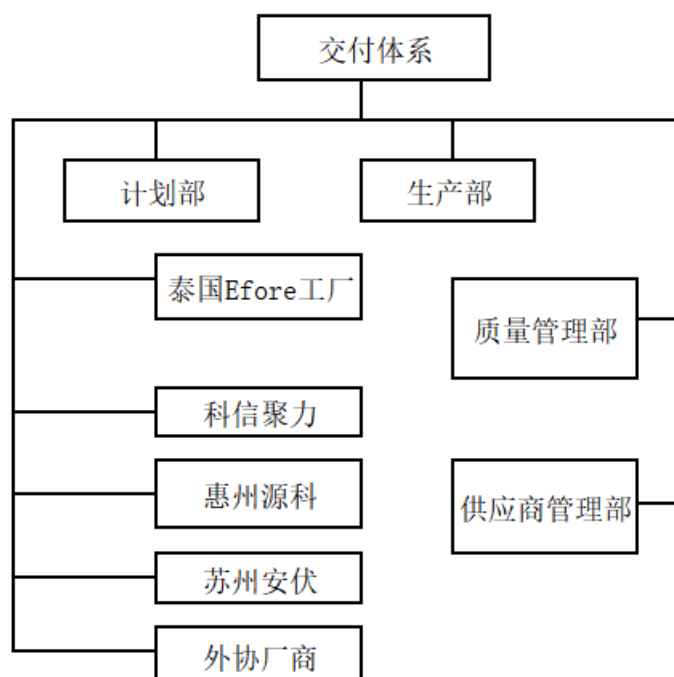 交付体系
计划部
生产部
泰国Efore工厂
质量管理部
科信聚力
惠州源科
供应商管理部
苏州安伏
外协厂商